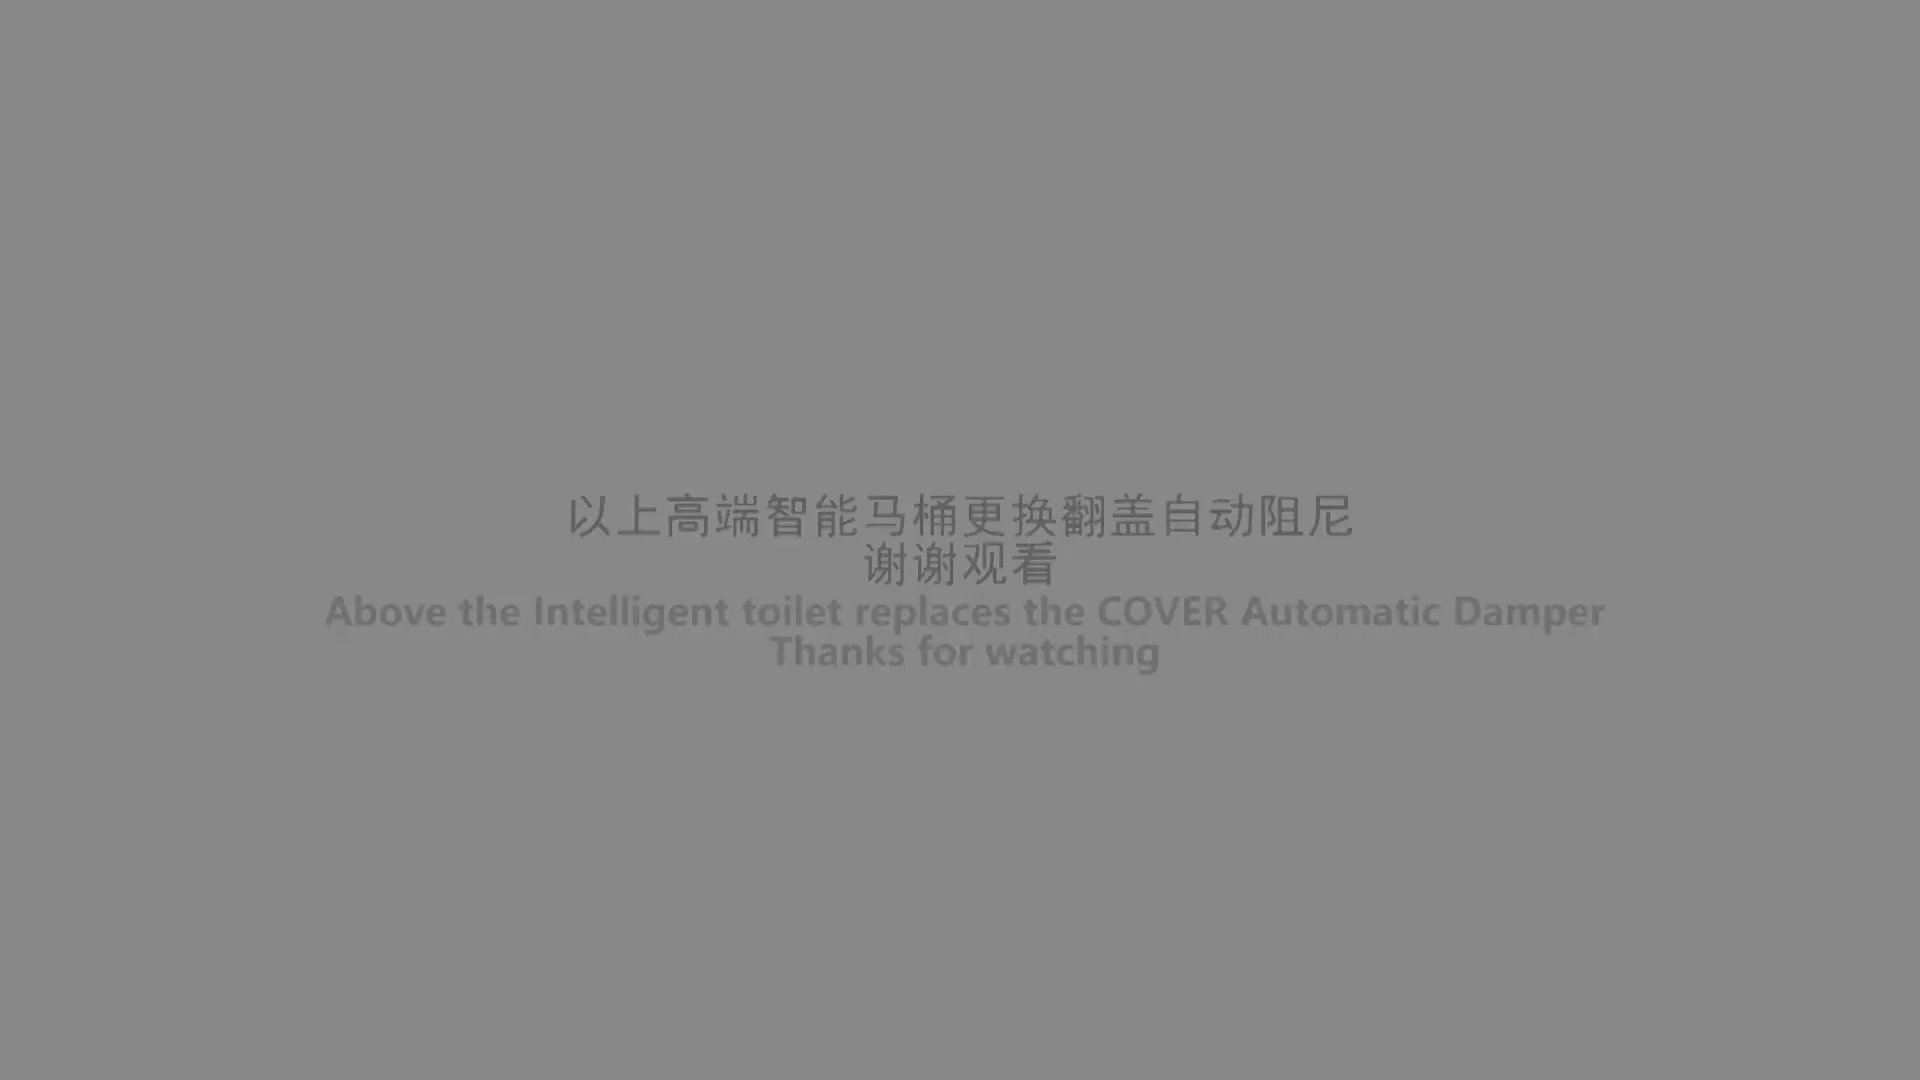 以上高端智能马桶更换翻盖自动阻尼
谢谢观看
Above the Intelligent toilet replaces the COVER Automatic Damper
Thanks for watching